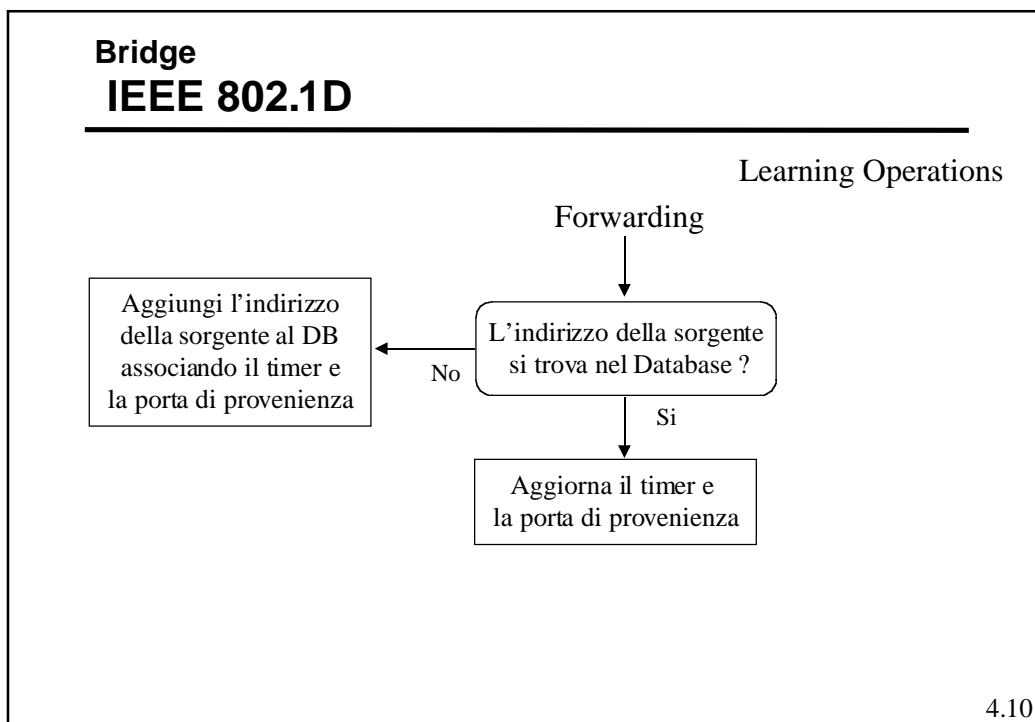 Bridge
IEEE 802.1D
Learning Operations
Forwarding
Aggiungi l'indirizzo
della sorgente al DB
associando il timer e
la porta di provenienza
No
L'indirizzo della sorgente
si trova nel Database ?
Si
Aggiorna il timer e
la porta di provenienza
4.10